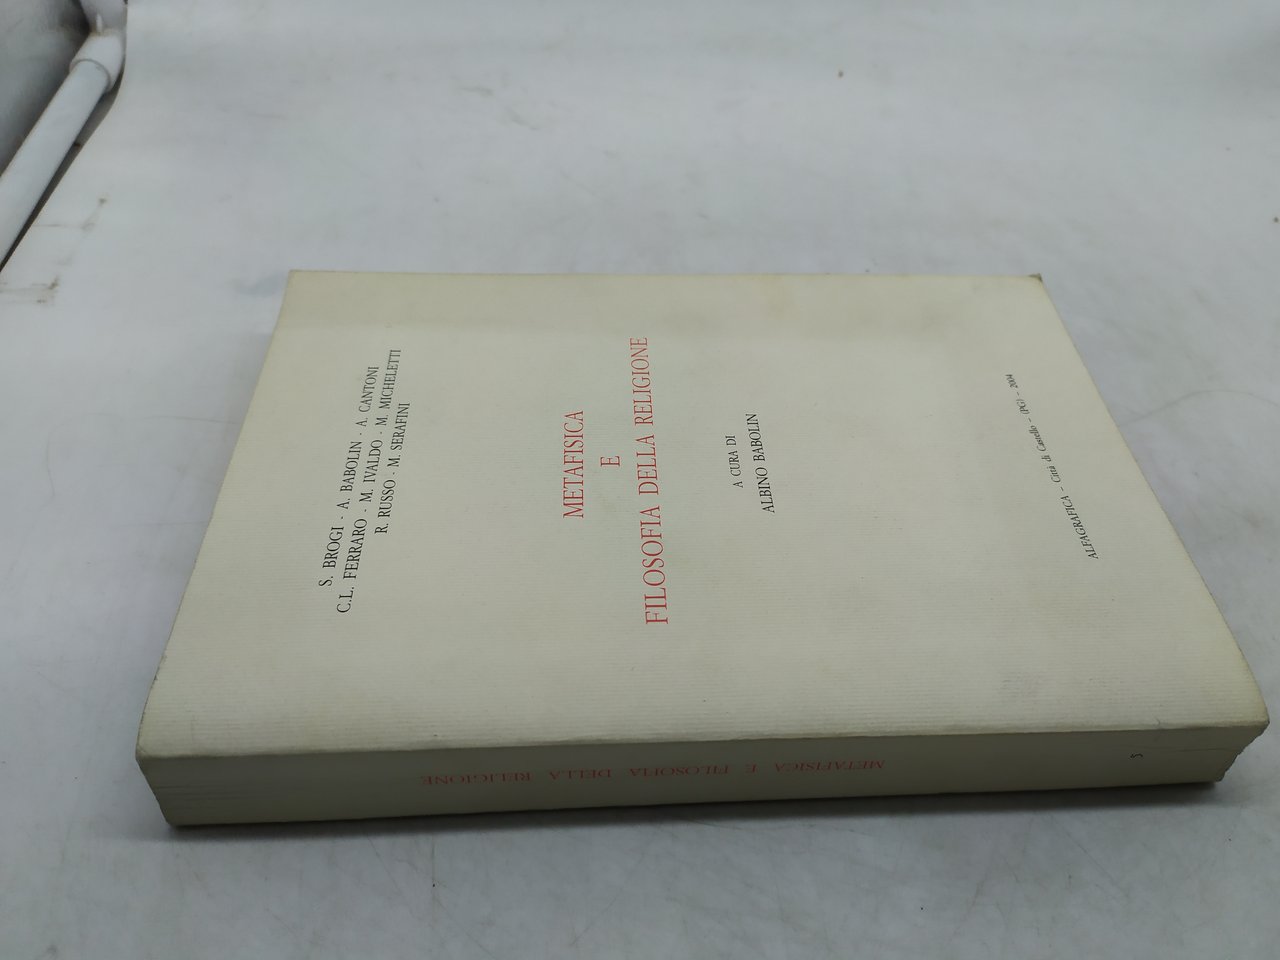 S. BROGI - A. BABOLIN - A. CANTONI
C.L. FERRARO - M. IVALDO - M. MICHELETTI
R. RUSSO - M. SERAFINI
METAFISICA
E
FILOSOFIA DELLA RELIGIONE
A CURA DI
ALBINO BABOLIN
ALFAGRAFICA - Città di Castello - (PG) - 2004
METAFISICA E FILOSOFIA DELLA RELIGIONE